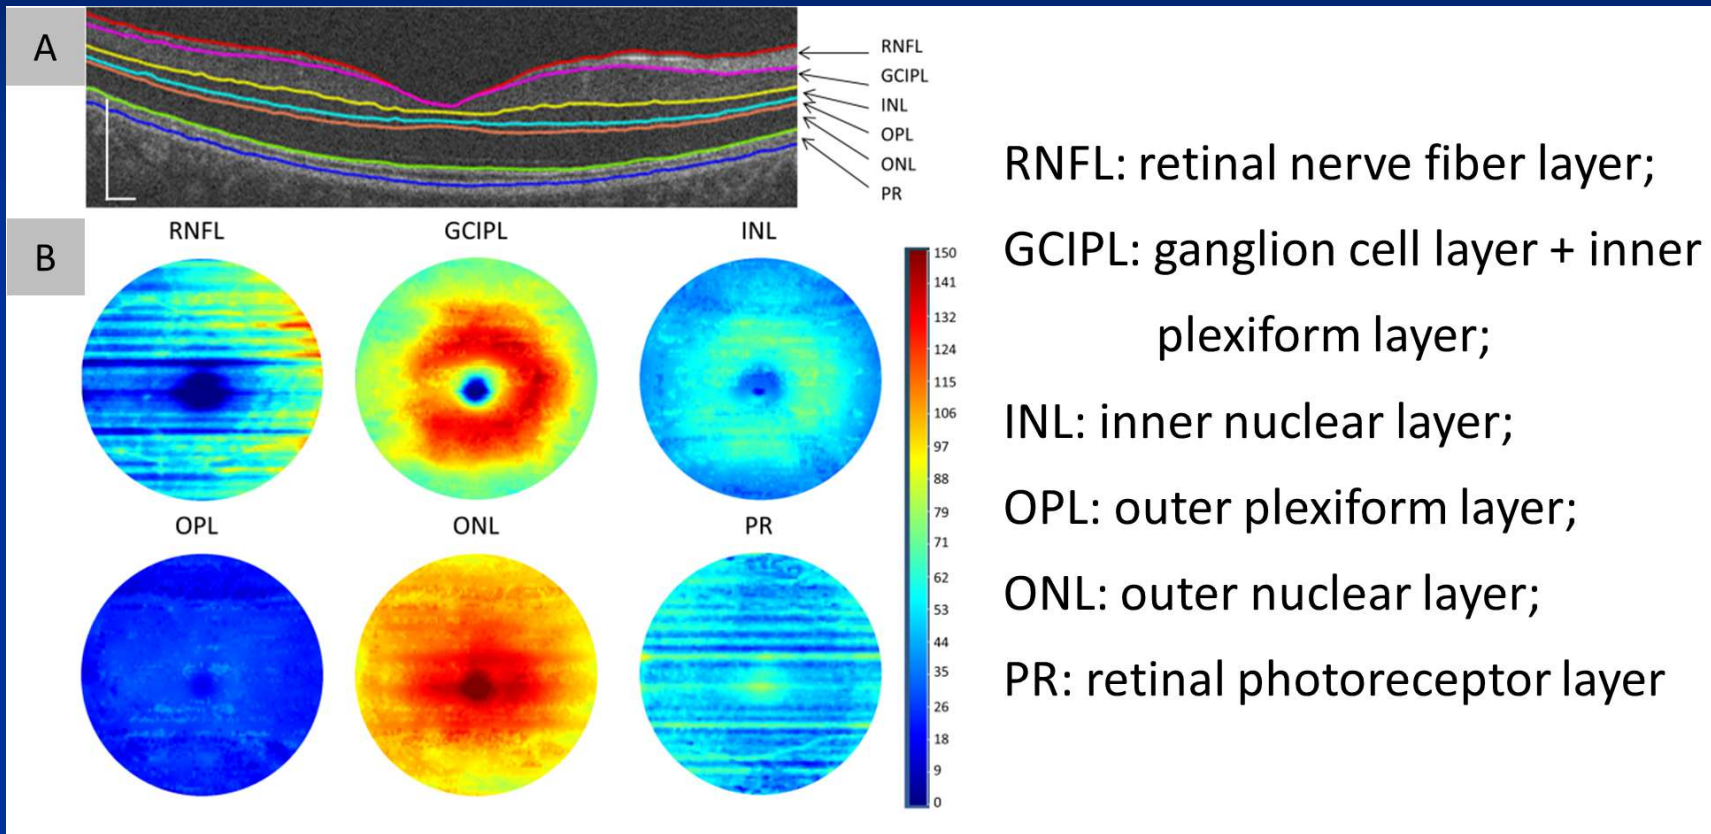 A
RNFL
GCIPL
INL
OPL
ONL
PR
B
RNFL
GCIPL
INL
OPL
ONL
PR
150
141
132
124
115
106
97
88
79
71
62
53
44
35
26
18
9
0
RNFL: retinal nerve fiber layer;
GCIPL: ganglion cell layer + inner
plexiform layer;
INL: inner nuclear layer;
OPL: outer plexiform layer;
ONL: outer nuclear layer;
PR: retinal photoreceptor layer